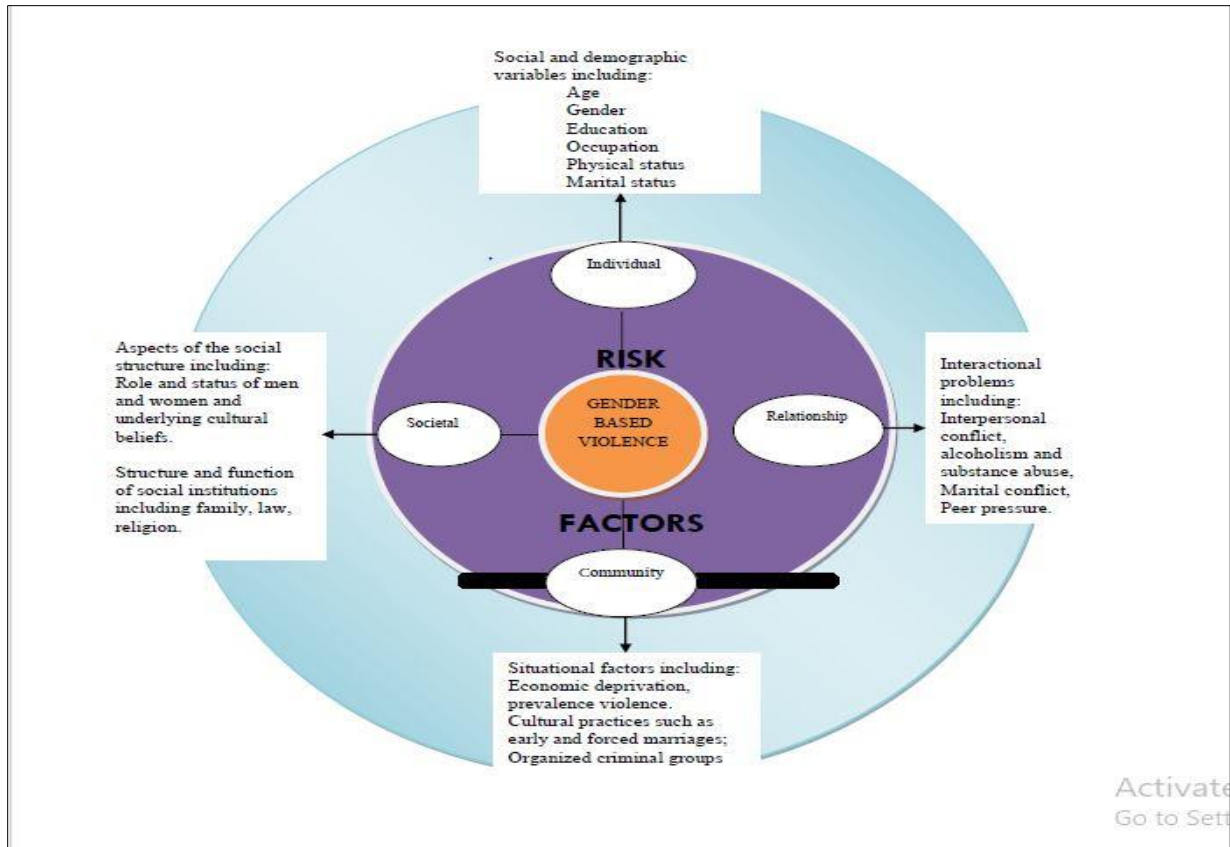 Social and demographic
variables including:
Age
Gender
Education
Occupation
Physical status
Marital status
Individual
RISK
Aspects of the social
structure including:
Role and status of men
and women and
underlying cultural
beliefs.
Structure and function
of social institutions
including family, law,
religion.
Societal
GENDER
BASED
VIOLENCE
Relationship
Interactional
problems
including:
Interpersonal
conflict,
alcoholism and
substance abuse,
Marital conflict,
Peer pressure.
FACTORS
Community
Situational factors including:
Economic deprivation,
prevalence violence.
Cultural practices such as
early and forced marriages;
Organized criminal groups
Activate
Go to Sett